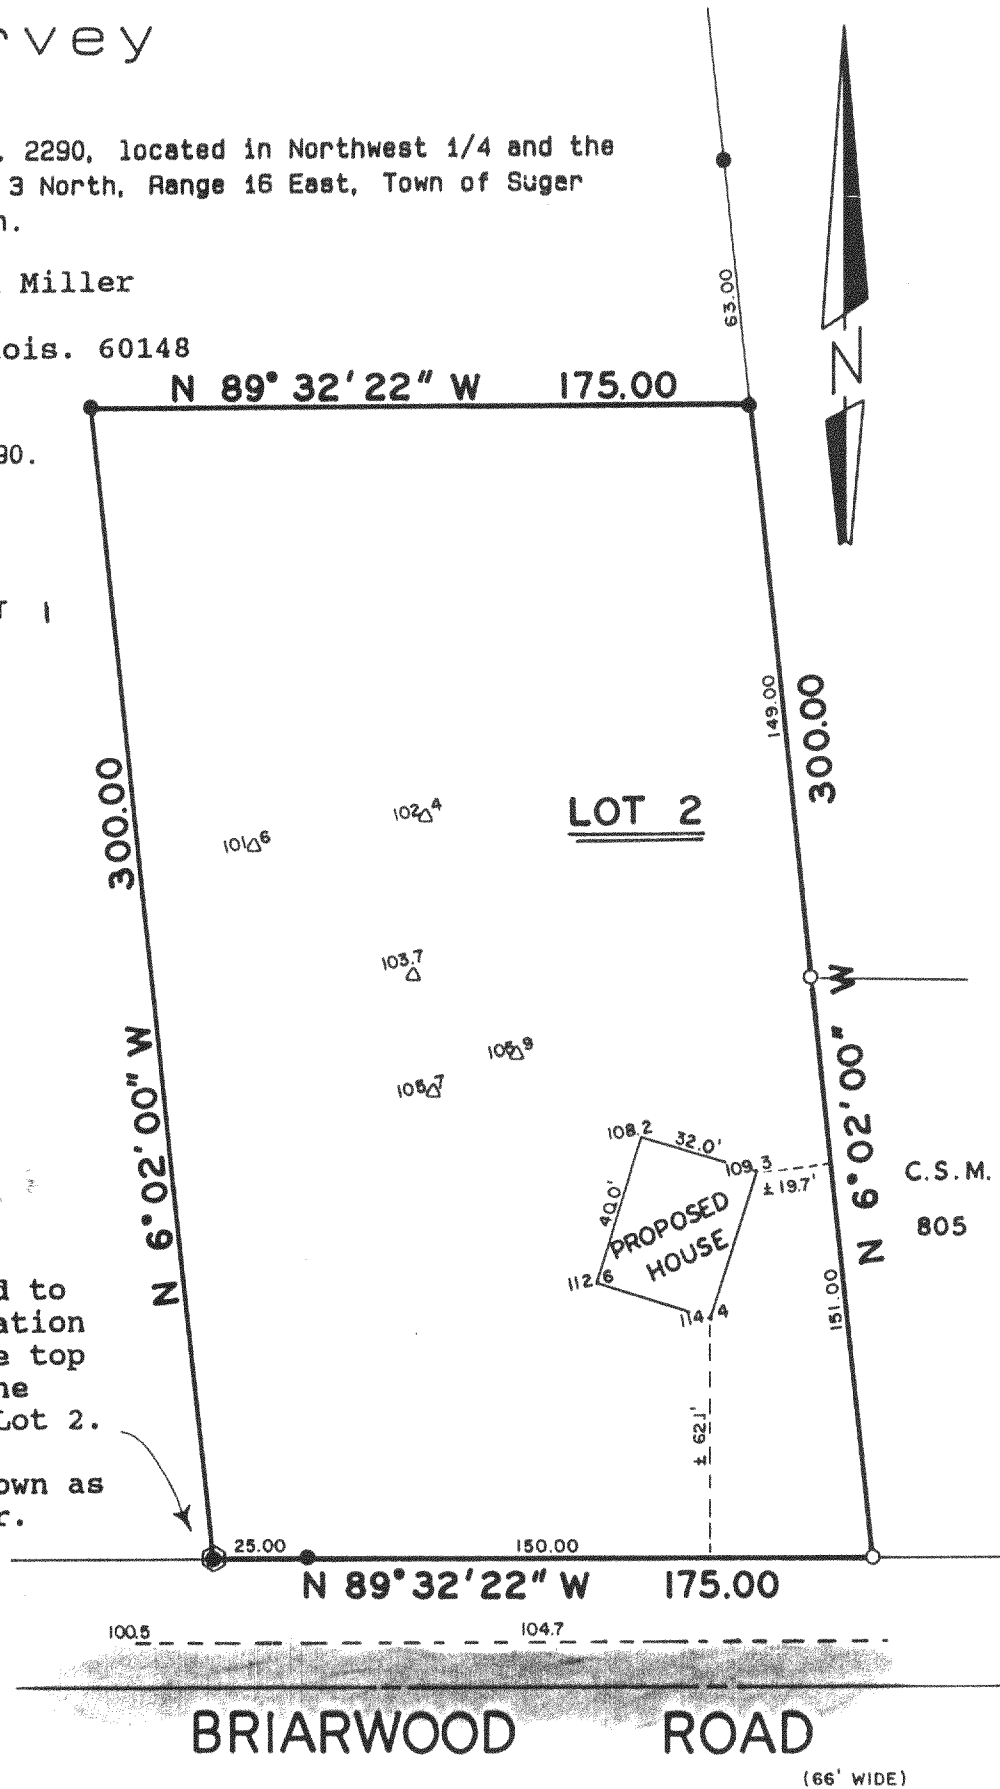 rvey
. 2290, located in Northwest 1/4 and the
3 North, Range 16 East, Town of Suger
n.
Miller
ois. 60148
63.00
N
N 89° 32' 22" W 175.00
90.
T 1
149.00
300.00
300.00
LOT 2
102.4
101.6
103.7
105.9
105.7
N 6° 02' 00" W
N 9° 02' 00" W
108.2
32.0'
109.3
± 19.7'
C.S.M.
805
40.0'
PROPOSED
HOUSE
112.6
114.4
151.00
d to
ation
e top
he
Lot 2.
own as
r.
± 62.1'
25.00 150.00
N 89° 32' 22" W 175.00
100.5 104.7
BRIARWOOD ROAD
(66' WIDE)